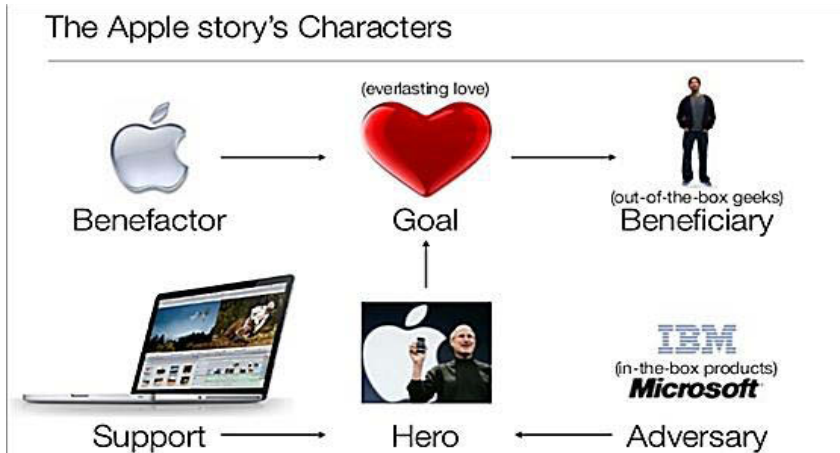 The Apple story's Characters
(everlasting love)
(out-of-the-box geeks)
Benefactor
Goal
Beneficiary
IBM
(in-the-box products)
Microsoft
Support
Hero
Adversary